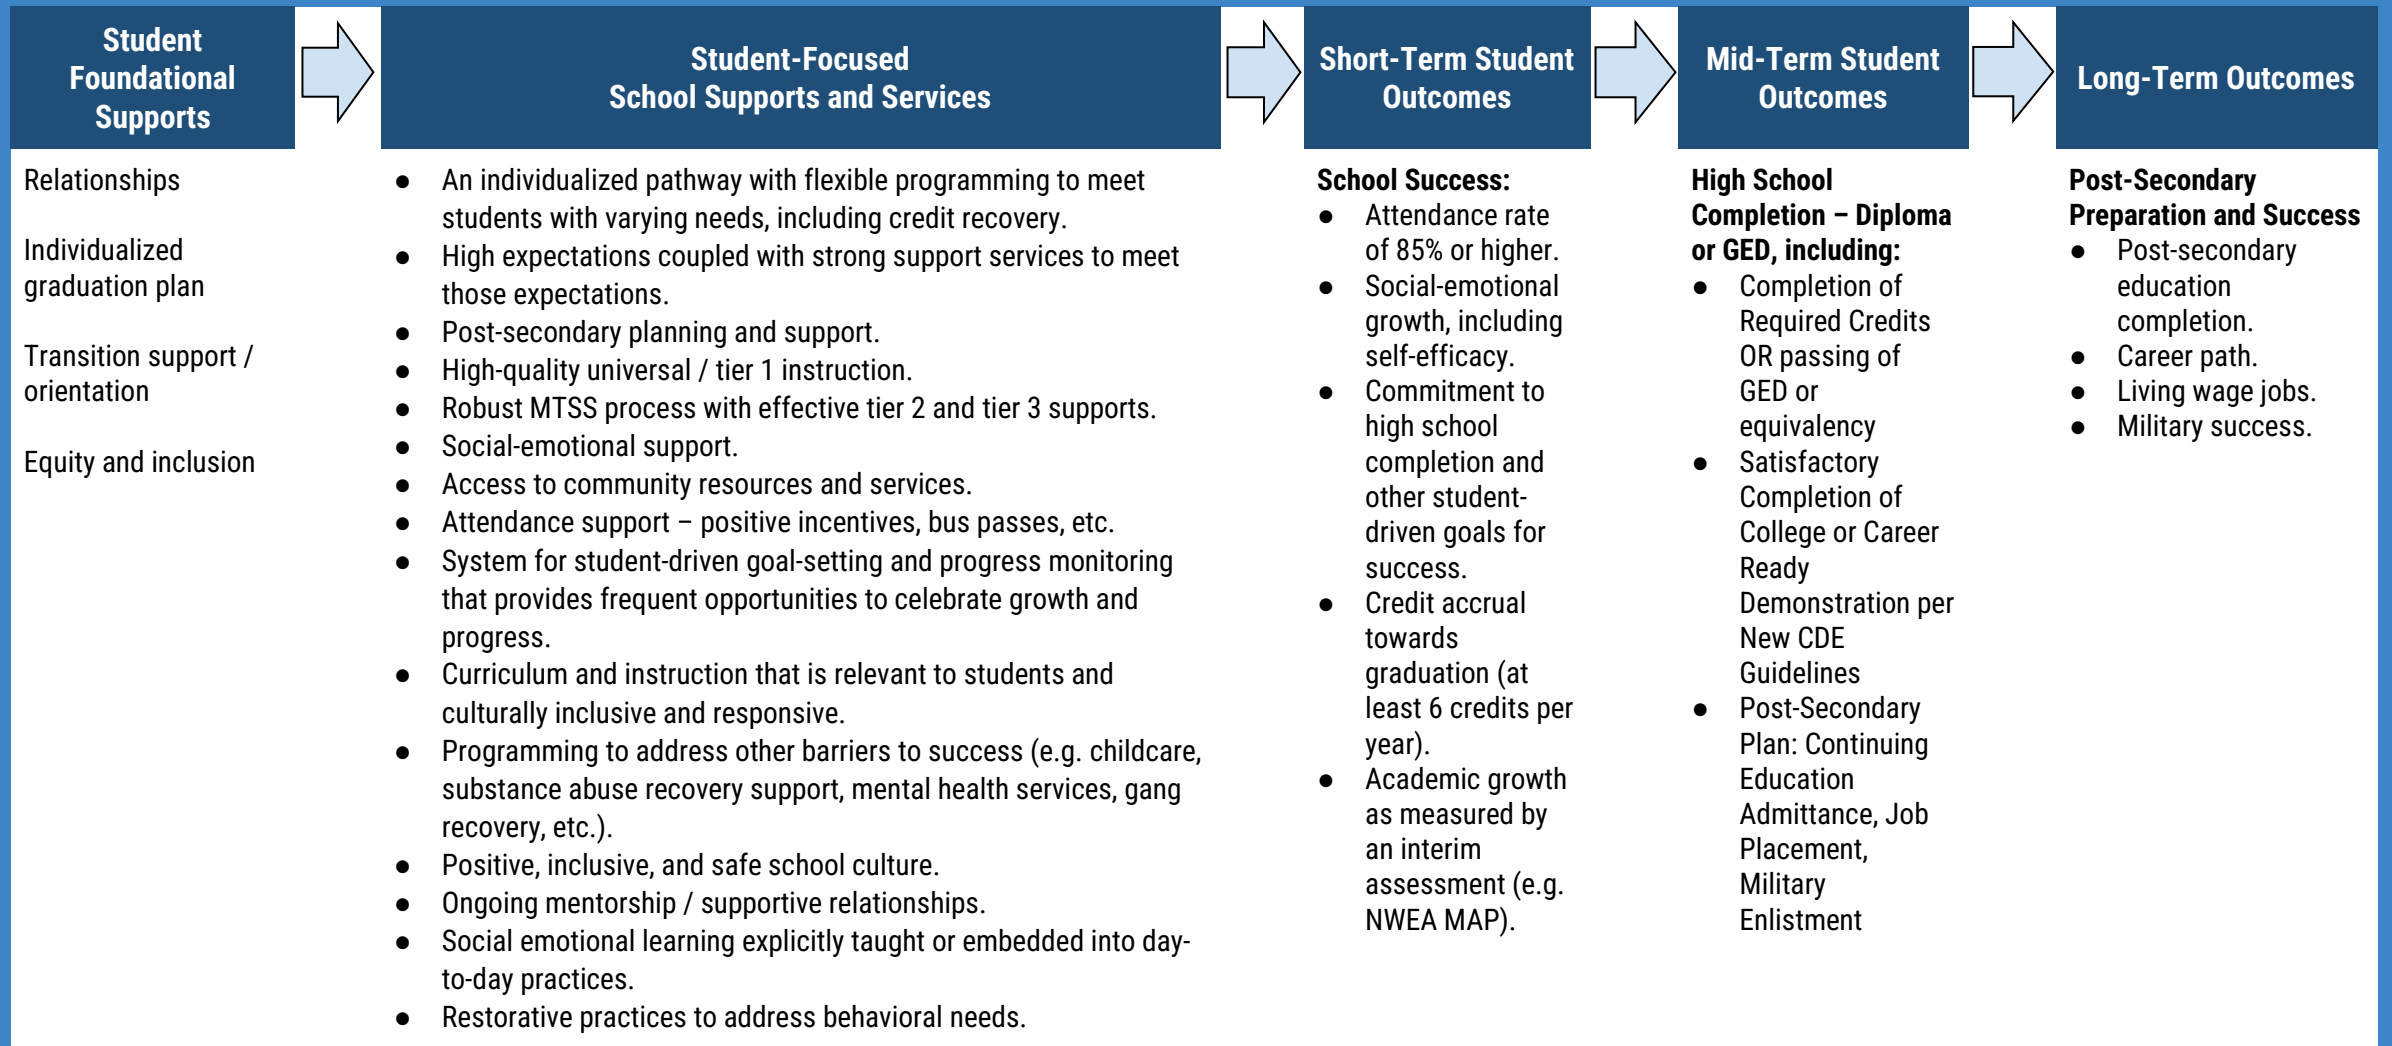 Student
Foundational
Supports
Student-Focused
School Supports and Services
Short-Term Student
Outcomes
Mid-Term Student
Outcomes
Long-Term Outcomes
Relationships
Individualized
graduation plan
Transition support /
orientation
Equity and inclusion
● An individualized pathway with flexible programming to meet
students with varying needs, including credit recovery.
● High expectations coupled with strong support services to meet
those expectations.
● Post-secondary planning and support.
● High-quality universal / tier 1 instruction.
● Robust MTSS process with effective tier 2 and tier 3 supports.
● Social-emotional support.
● Access to community resources and services.
● Attendance support – positive incentives, bus passes, etc.
● System for student-driven goal-setting and progress monitoring
that provides frequent opportunities to celebrate growth and
progress.
● Curriculum and instruction that is relevant to students and
culturally inclusive and responsive.
● Programming to address other barriers to success (e.g. childcare,
substance abuse recovery support, mental health services, gang
recovery, etc.).
● Positive, inclusive, and safe school culture.
● Ongoing mentorship / supportive relationships.
● Social emotional learning explicitly taught or embedded into day-
to-day practices.
● Restorative practices to address behavioral needs.
School Success:
● Attendance rate
of 85% or higher.
● Social-emotional
growth, including
self-efficacy.
● Commitment to
high school
completion and
other student-
driven goals for
success.
● Credit accrual
towards
graduation (at
least 6 credits per
year).
● Academic growth
as measured by
an interim
assessment (e.g.
NWEA MAP).
High School
Completion – Diploma
or GED, including:
● Completion of
Required Credits
OR passing of
GED or
equivalency
● Satisfactory
Completion of
College or Career
Ready
Demonstration per
New CDE
Guidelines
● Post-Secondary
Plan: Continuing
Education
Admittance, Job
Placement,
Military
Enlistment
Post-Secondary
Preparation and Success
● Post-secondary
education
completion.
● Career path.
● Living wage jobs.
● Military success.